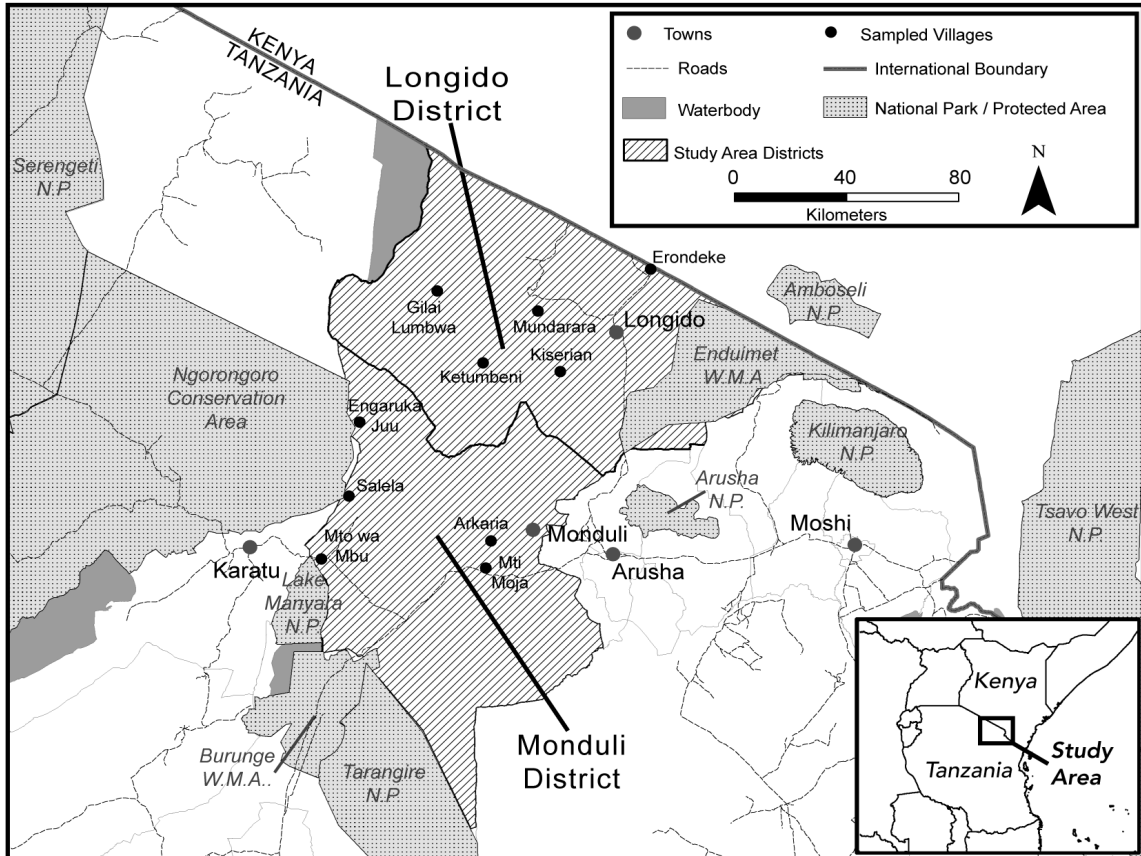 KENYA
TANZANIA
Longido
District
Serengeti
N.P.
Towns
Sampled Villages
Roads
International Boundary
Waterbody
National Park / Protected Area
Study Area Districts
N
0
40
80
Kilometers
Erondeke
Amboseli
N.P.
Gilai
Lumbwa
Mundarara
Longido
Ketumbeni
Kiserian
Enduimet
W.M.A
Ngorongoro
Conservation
Area
Engaruka
Juu
Kilimanjaro
N.P.
Salela
Arusha
N.P.
Tsavo West
N.P.
Arkaria
Monduli
Moshi
Mto wa
Mbu
Mti
Moja
Karatu
Arusha
Lake
Manyara
N.P.
Burunge
W.M.A..
Tarangire
N.P
Monduli
District
Kenya
Tanzania
Study
Area